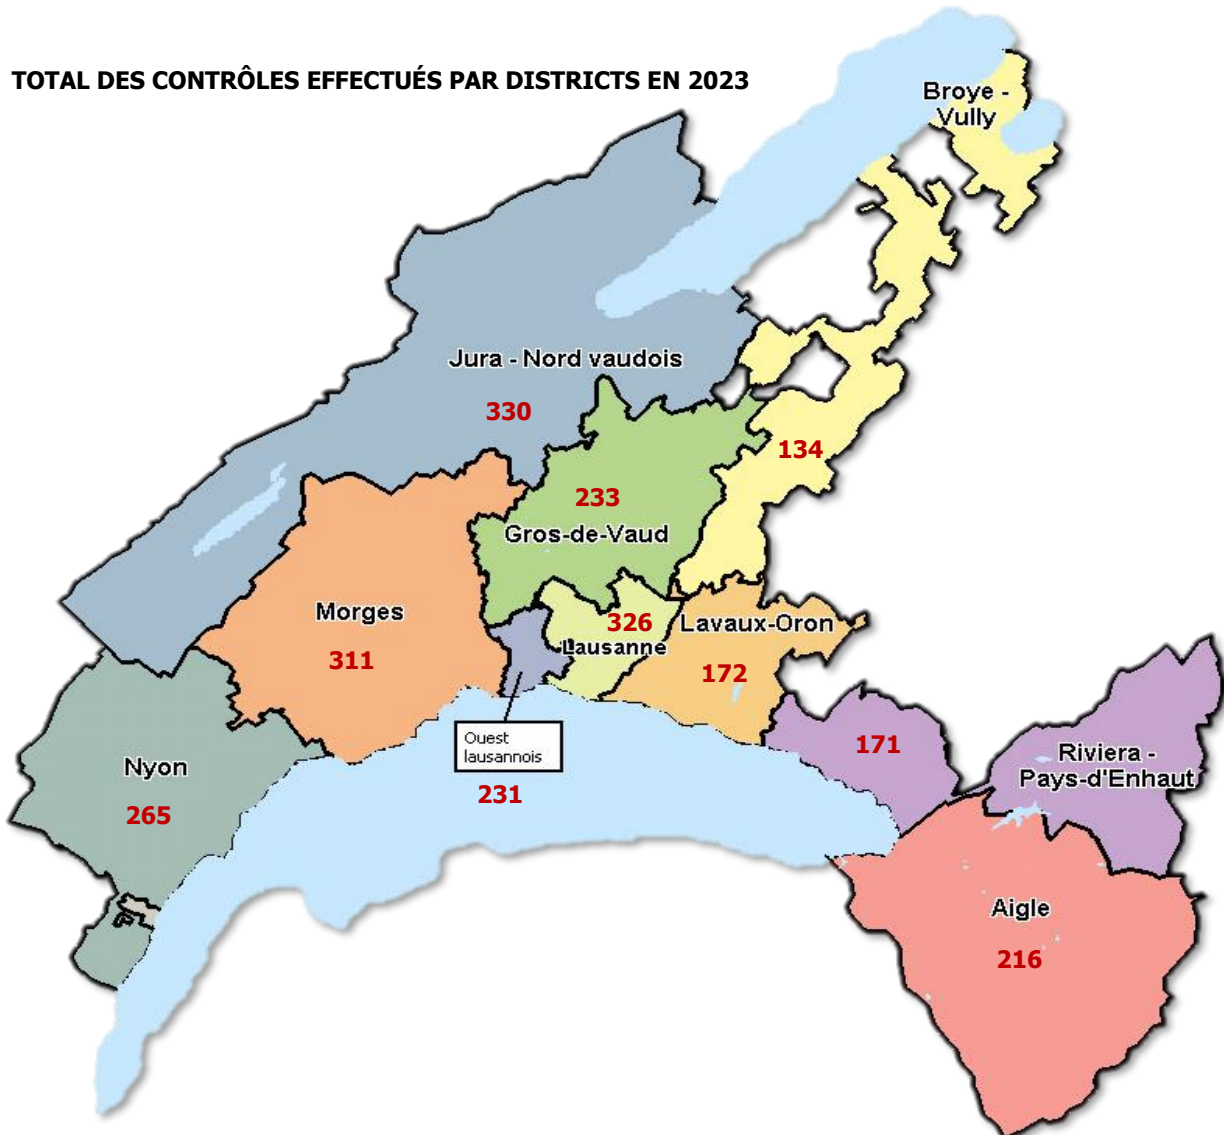 TOTAL DES CONTRÔLES EFFECTUÉS PAR DISTRICTS EN 2023
Broye -
Vully
Jura - Nord vaudois
330
134
233
Gros-de-Vaud
Morges
311
326
Lausanne
Lavaux-Oron
172
Ouest
lausannois
231
171
Riviera -
Pays-d'Enhaut
Nyon
265
Aigle
216